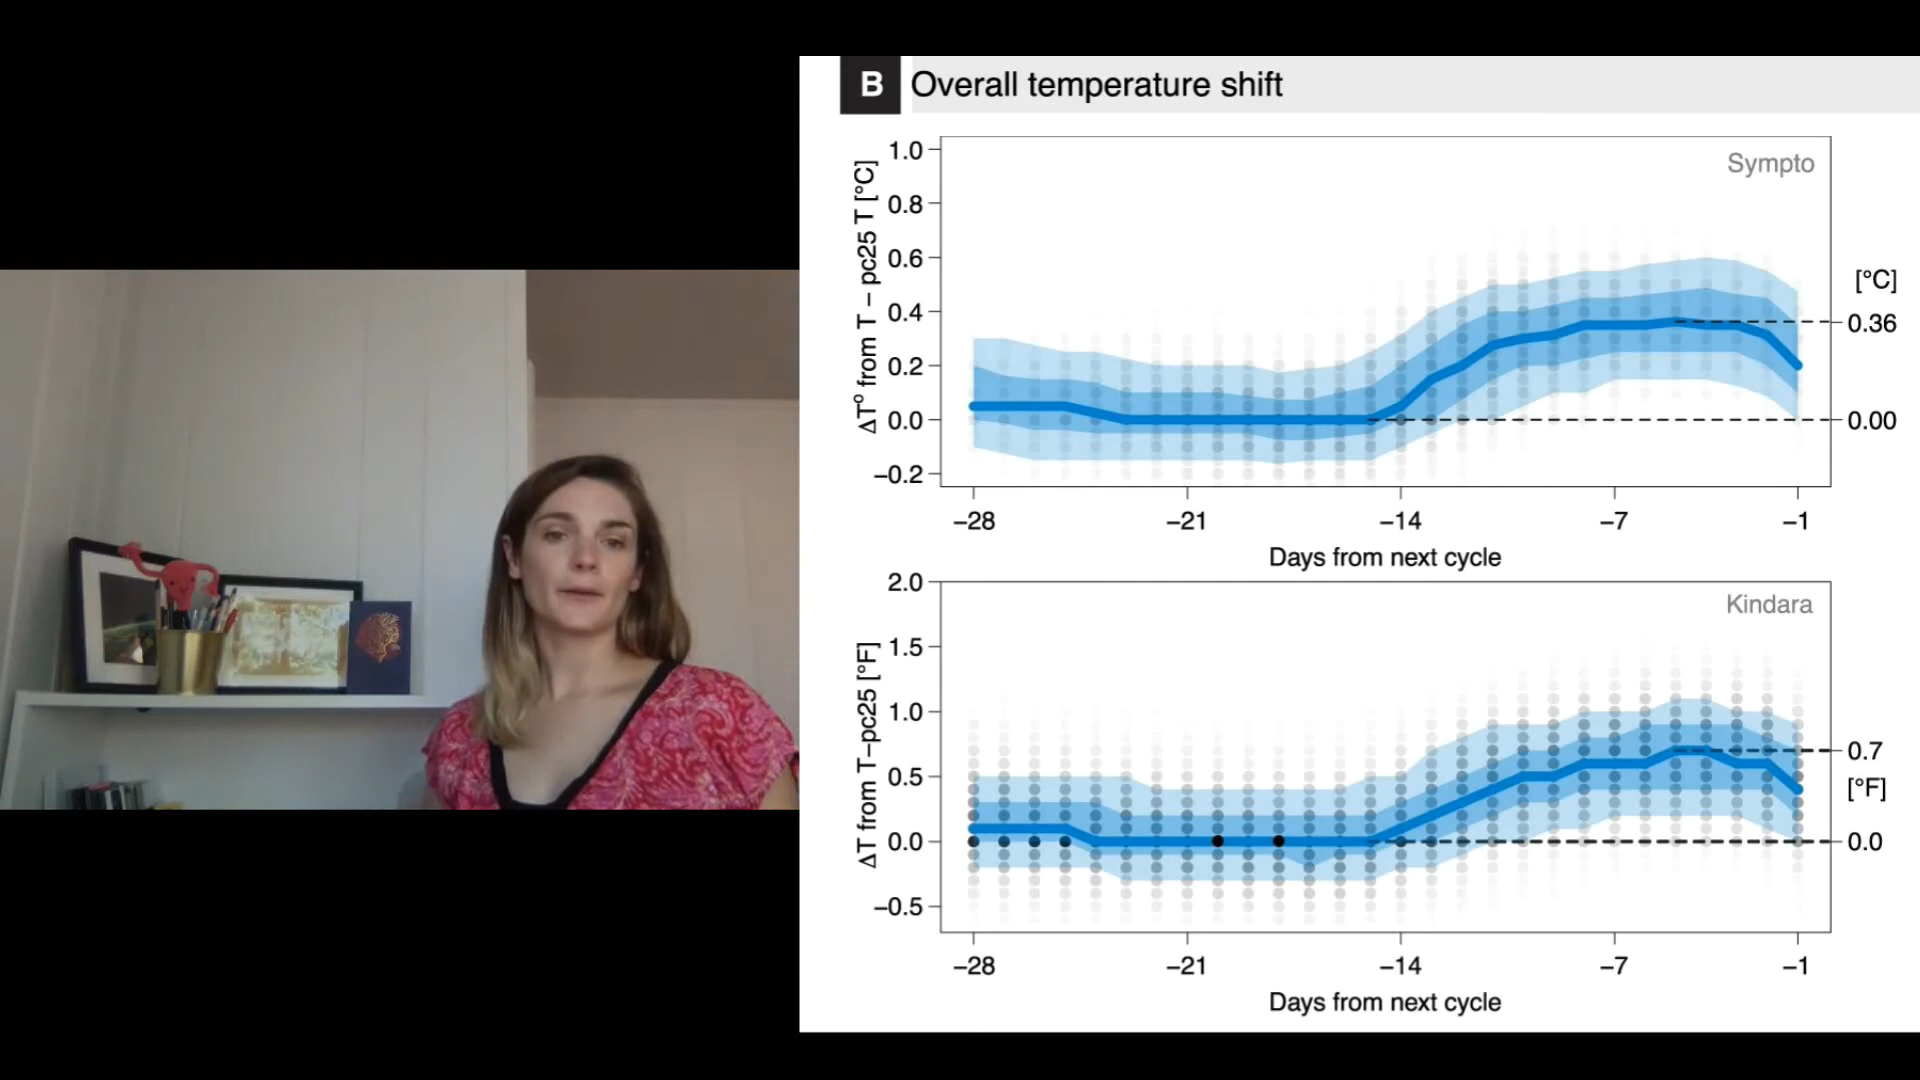 B Overall temperature shift
Sympto
ΔTº from T − pc25 T [°C]
1.0
0.8
0.6
0.4
0.2
0.0
−0.2
[°C]
0.36
0.00
−28 −21 −14 −7 −1
Days from next cycle
Kindara
ΔT from T−pc25 [°F]
2.0
1.5
1.0
0.5
0.0
−0.5
0.7
[°F]
0.0
−28 −21 −14 −7 −1
Days from next cycle